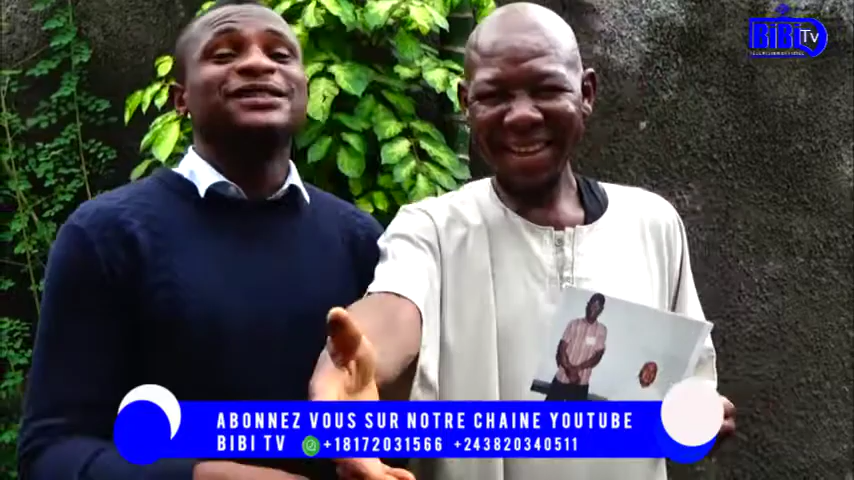 BIBI Tv
ABONNEZ VOUS SUR NOTRE CHAINE YOUTUBE
BIBI TV +18172031566 +243820340511